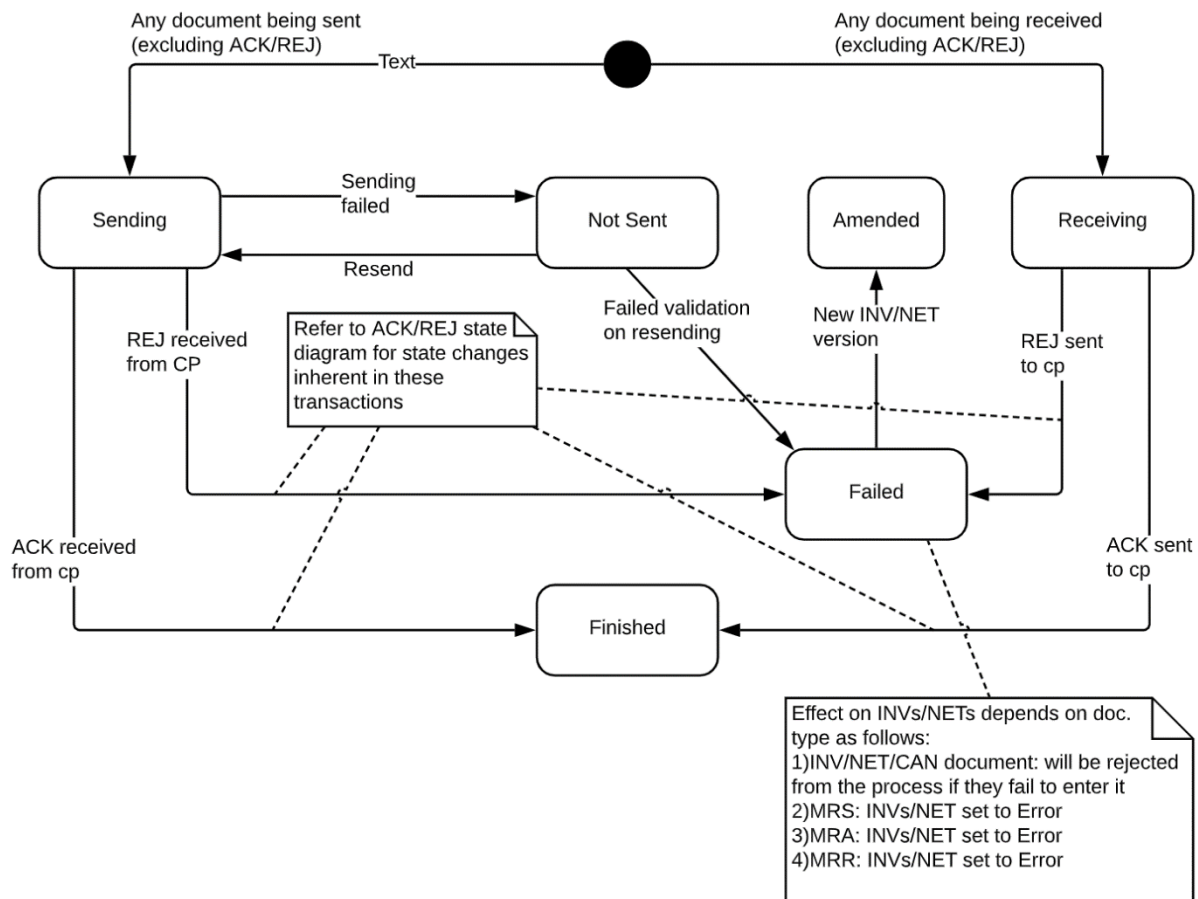 Any document being sent
(excluding ACK/REJ)
Any document being received
(excluding ACK/REJ)
Text
Sending
Sending
failed
Not Sent
Amended
Receiving
Resend
REJ received
from CP
Refer to ACK/REJ state
diagram for state changes
inherent in these
transactions
Failed validation
on resending
New INV/NET
version
REJ sent
to cp
Failed
ACK received
from cp
ACK sent
to cp
Finished
Effect on INVs/NETs depends on doc.
type as follows:
1)INV/NET/CAN document: will be rejected
from the process if they fail to enter it
2)MRS: INVs/NET set to Error
3)MRA: INVs/NET set to Error
4)MRR: INVs/NET set to Error